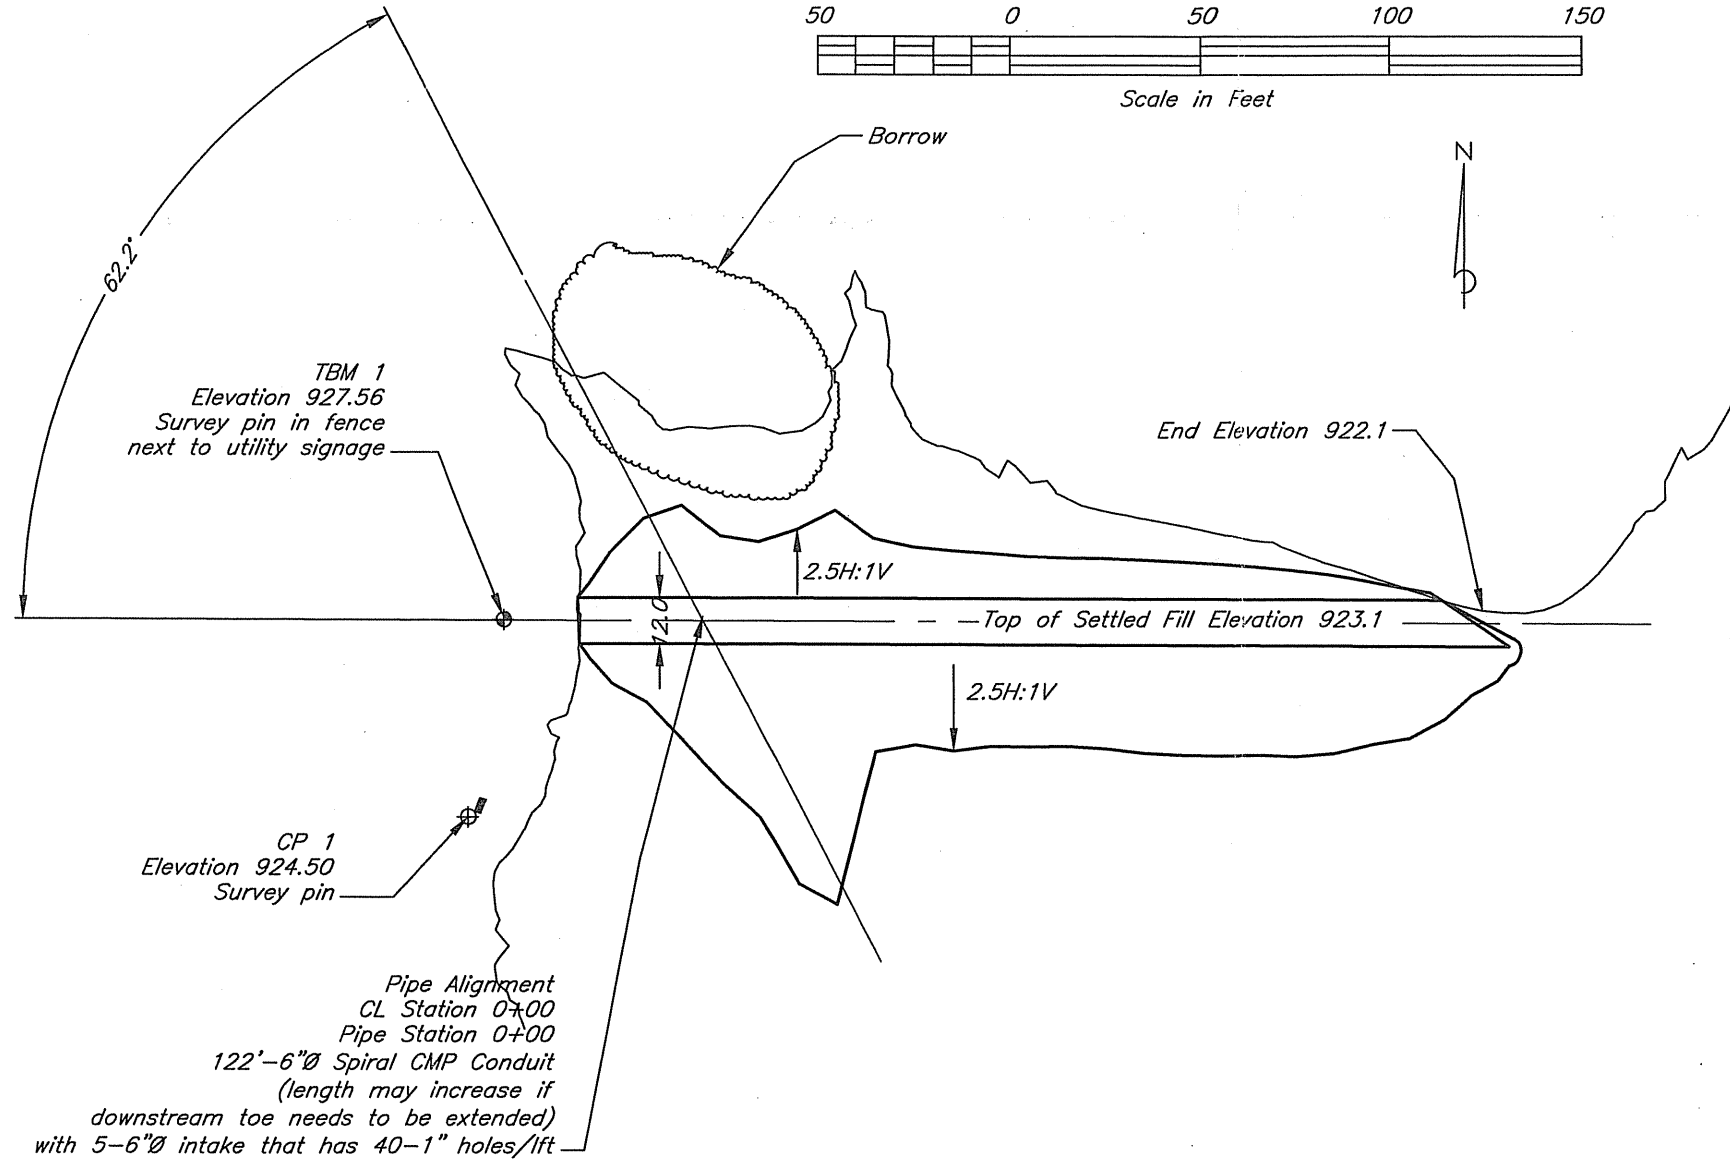 50 0 50 100 150
Scale in Feet
Borrow
N
62.2°
TBM 1
Elevation 927.56
Survey pin in fence
next to utility signage
End Elevation 922.1
2.5H:1V
12.0
Top of Settled Fill Elevation 923.1
2.5H:1V
CP 1
Elevation 924.50
Survey pin
Pipe Alignment
CL Station 0+00
Pipe Station 0+00
122'-6"Ø Spiral CMP Conduit
(length may increase if
downstream toe needs to be extended)
with 5-6"Ø intake that has 40-1" holes/lft